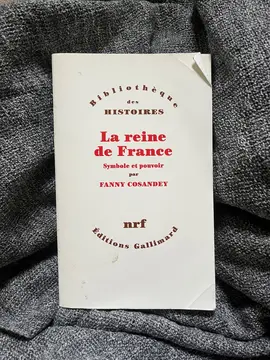 Bibliothèque
des
HISTOIRES
La reine
de France
Symbole et pouvoir
par
FANNY COSANDEY
nrf
Éditions Gallimard